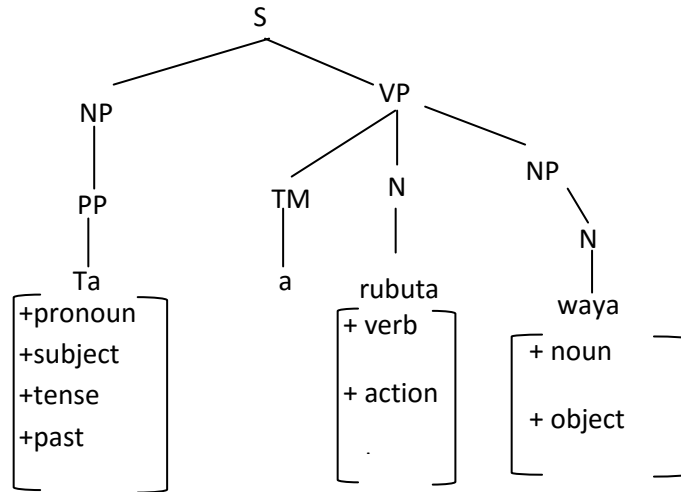 S
NP VP
PP TM N NP
N
Ta a rubuta waya
+pronoun + verb + noun
+subject
+tense + action + object
+past
.